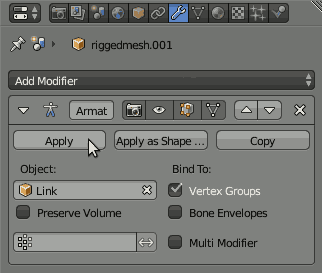 riggedmesh.001
Add Modifier
Armat
Apply
Apply as Shape ...
Copy
Object:
Bind To:
Link
Vertex Groups
Preserve Volume
Bone Envelopes
Multi Modifier